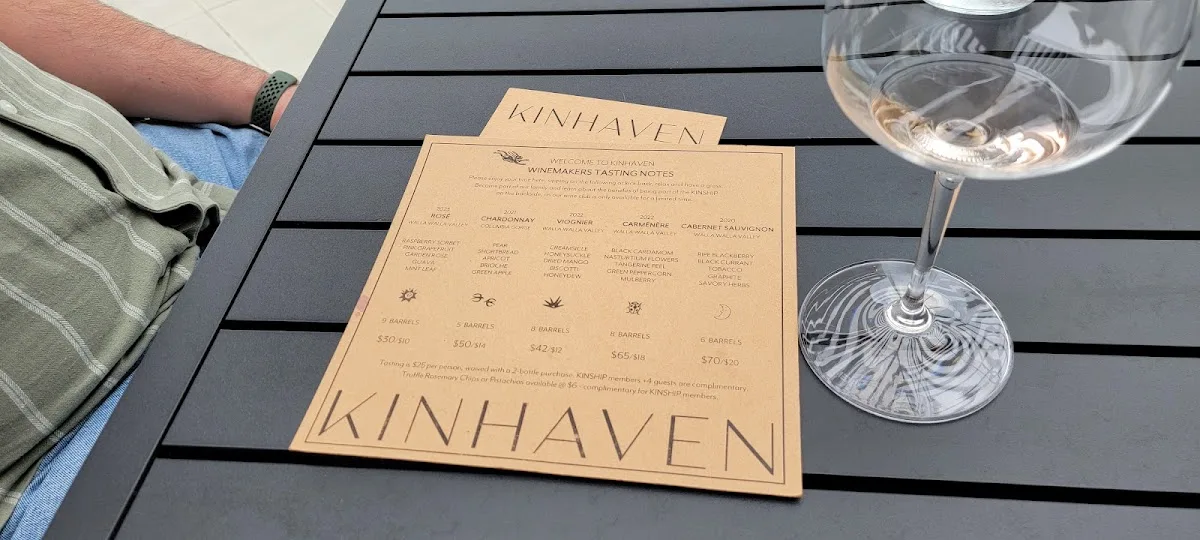 KINHAVEN
WELCOME TO KINHAVEN
WINEMAKERS TASTING NOTES
ROSÉ
WALLA WALLA VALLEY
RASPBERRY SORBET
PINK GRAPEFRUIT
GARDEN ROSE
GUAVA
MINT LEAF
9 BARRELS
$30/$10
2021
CHARDONNAY
COLUMBIA GORGE
PEAR
SHORTBREAD
APRICOT
BRIOCHE
GREEN APPLE
5 BARRELS
$50/$14
2022
VIOGNIER
WALLA WALLA VALLEY
CREAMSICLE
HONEYSUCKLE
DRIED MANGO
BISCOTTI
HONEYDEW
8 BARRELS
$42/$12
CARMÉNÈRE
WALLA WALLA VALLEY
BLACK CARDAMOM
NASTURTIUM FLOWERS
TANGERINE PEEL
GREEN PEPPERCORN
MULBERRY
8 BARRELS
$65/$18
2020
CABERNET SAUVIGNON
WALLA WALLA VALLEY
RIPE BLACKBERRY
BLACK CURRANT
TOBACCO
GRAPHITE
SAVORY HERBS
6 BARRELS
$70/$20
Tasting is $25 per person, waived with a 2-bottle purchase. KINSHIP members +4 guests are complimentary.
Truffle Rosemary Chips or Pistachios available @ $6 - complimentary for KINSHIP members.
KINHAVEN